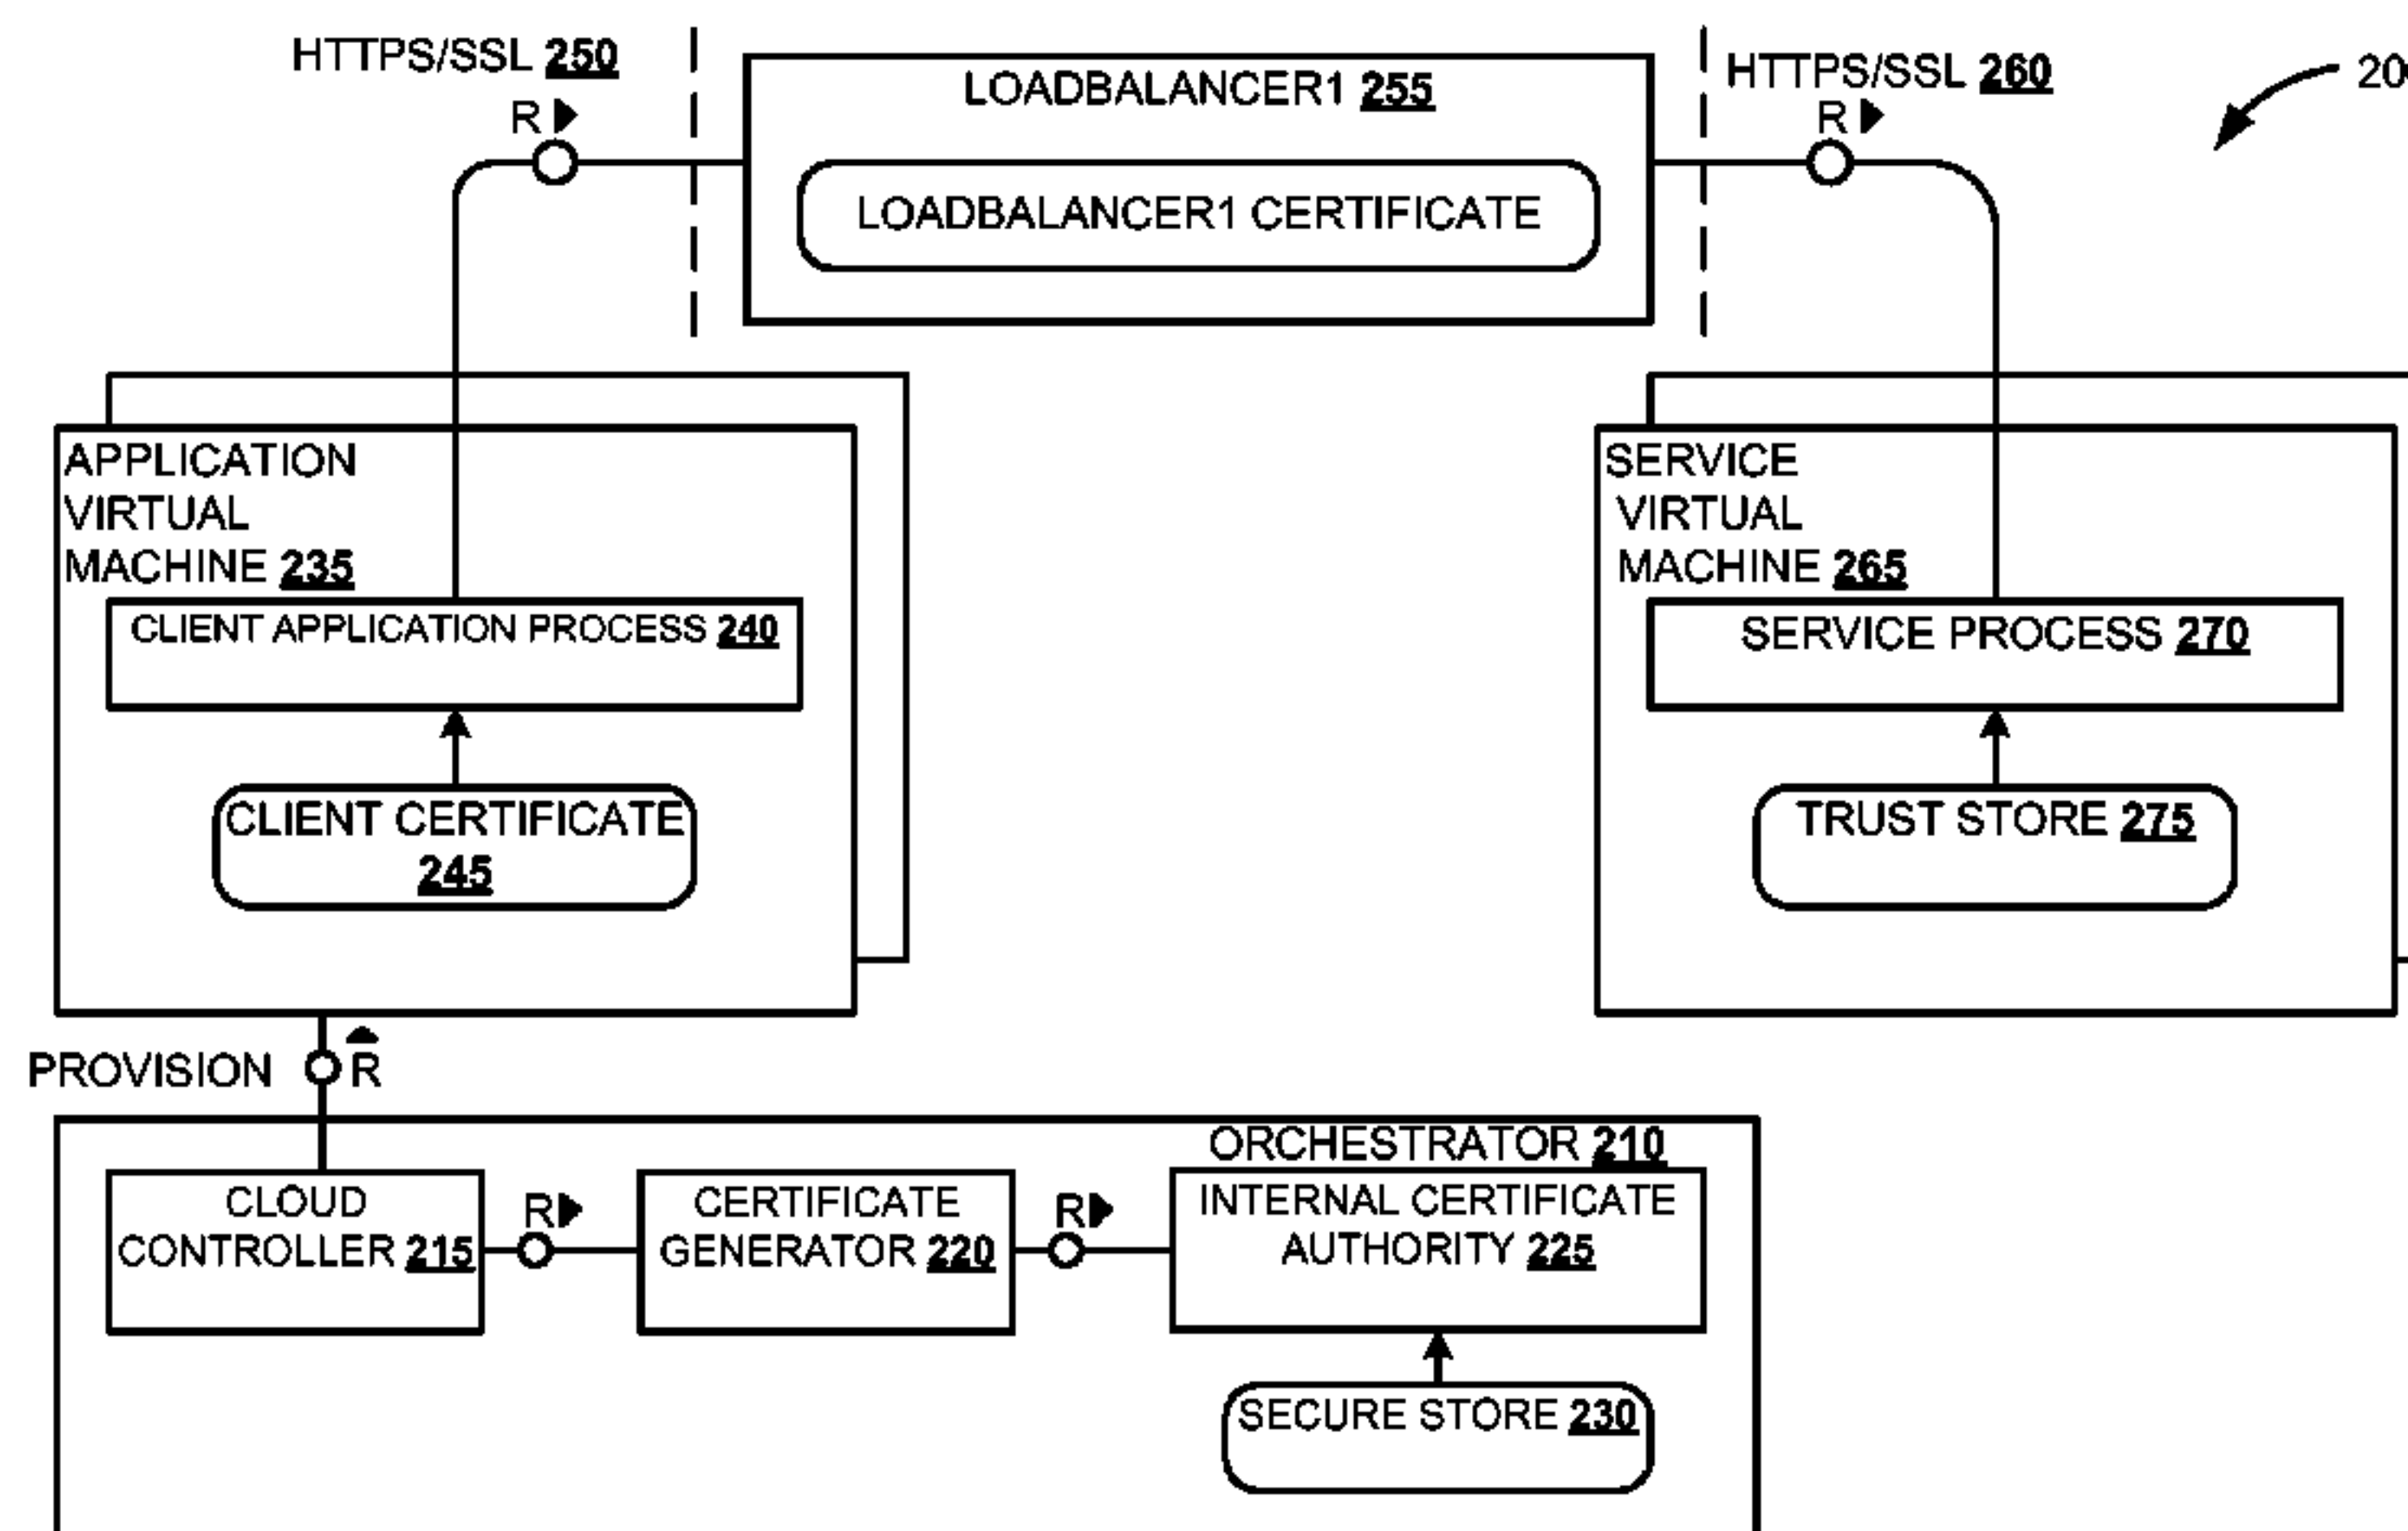 HTTPS/SSL 250
R
LOADBALANCER1 255
LOADBALANCER1 CERTIFICATE
HTTPS/SSL 260
R
APPLICATION
VIRTUAL
MACHINE 235
CLIENT APPLICATION PROCESS 240
CLIENT CERTIFICATE
245
SERVICE
VIRTUAL
MACHINE 265
SERVICE PROCESS 270
TRUST STORE 275
PROVISION
R
ORCHESTRATOR 210
CLOUD
CONTROLLER 215
R
CERTIFICATE
GENERATOR 220
R
INTERNAL CERTIFICATE
AUTHORITY 225
SECURE STORE 230